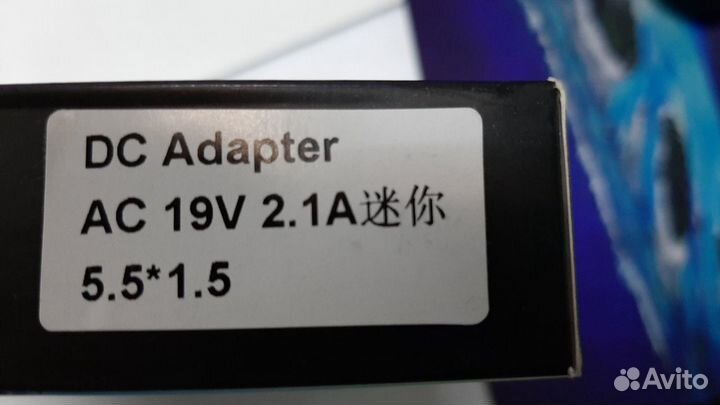 DC Adapter
AC 19V 2.1A迷你
5.5*1.5
Avito